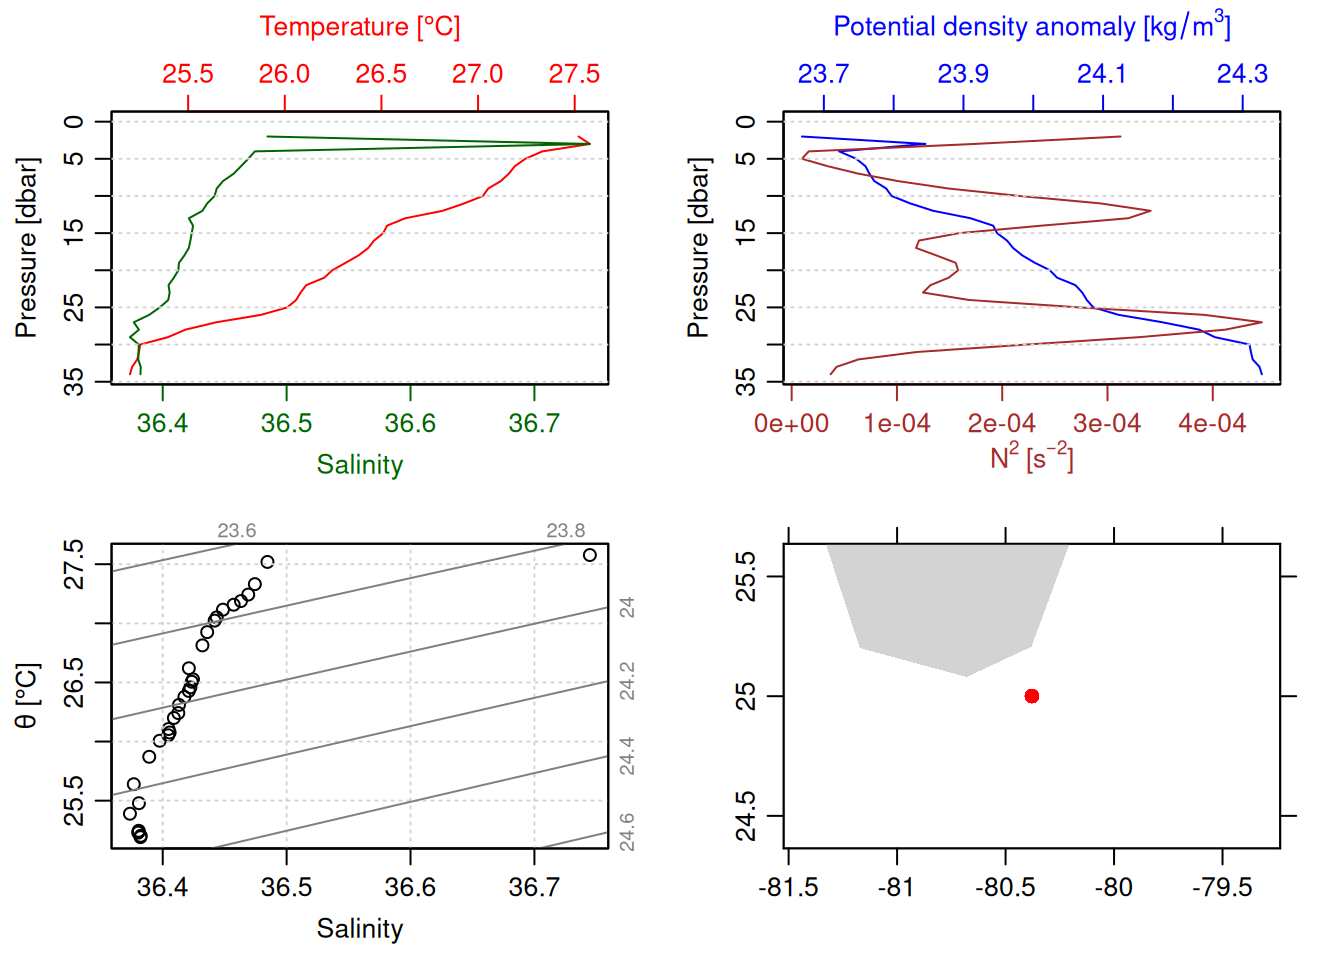 Temperature [°C]
25.5 26.0 26.5 27.0 27.5
Pressure [dbar]
0
5
15
25
35
36.4 36.5 36.6 36.7
Salinity
Potential density anomaly [kg/m³]
23.7 23.9 24.1 24.3
Pressure [dbar]
0
5
15
25
35
0e+00 1e-04 2e-04 3e-04 4e-04
N² [s⁻²]
23.6 23.8
θ [°C]
27.5
26.5
25.5
24
24.2
24.4
24.6
36.4 36.5 36.6 36.7
Salinity
25.5
25
24.5
-81.5 -81 -80.5 -80 -79.5